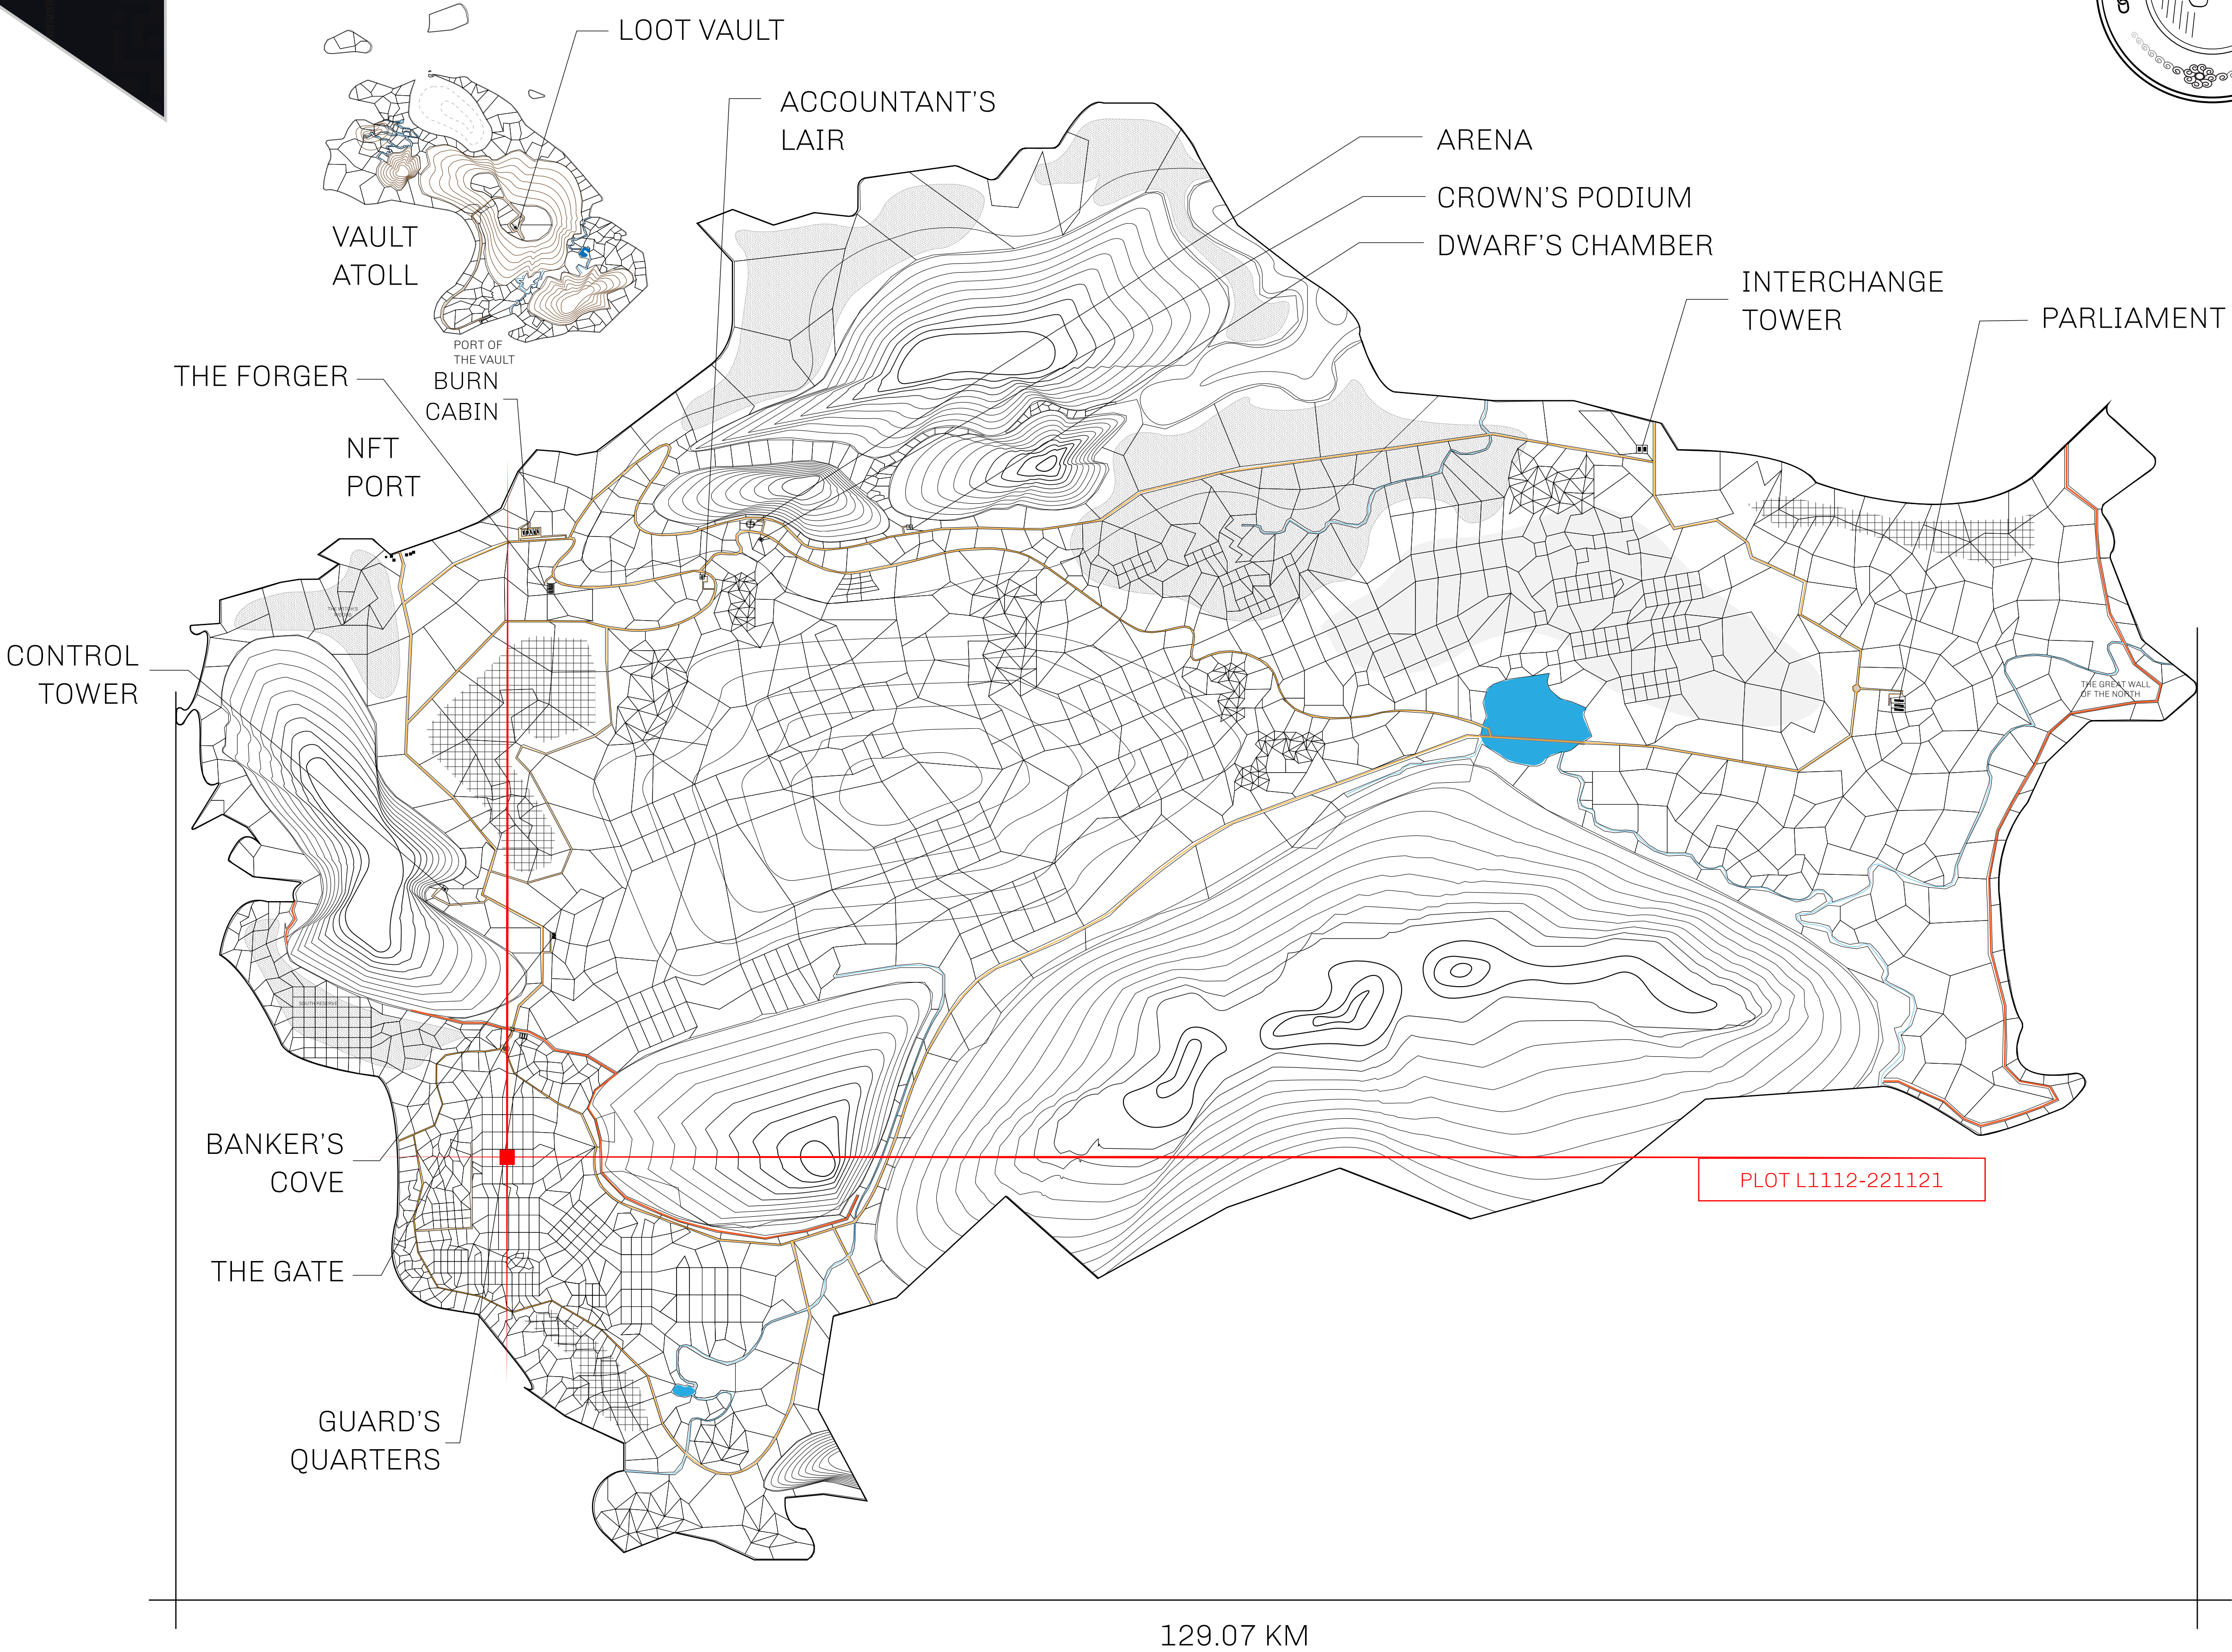 LOOT VAULT
ACCOUNTANT'S
LAIR
ARENA
CROWN'S PODIUM
DWARF'S CHAMBER
VAULT
ATOLL
INTERCHANGE
TOWER
PARLIAMENT
PORT OF
THE VAULT
THE FORGER
BURN
CABIN
NFT
PORT
CONTROL
TOWER
THE GREAT WALL
OF THE NORTH
SOUTH RESERVE
BANKER'S
COVE
PLOT L1112-221121
THE GATE
GUARD'S
QUARTERS
129.07 KM